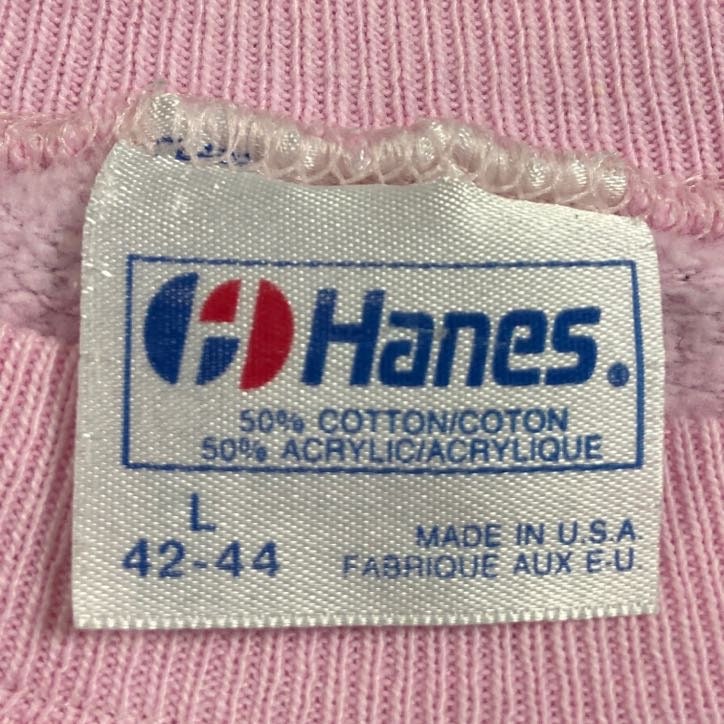 Hanes®
50% COTTON/COTON
50% ACRYLIC/ACRYLIQUE
L
42-44
MADE IN U.S.A.
FABRIQUE AUX E-U